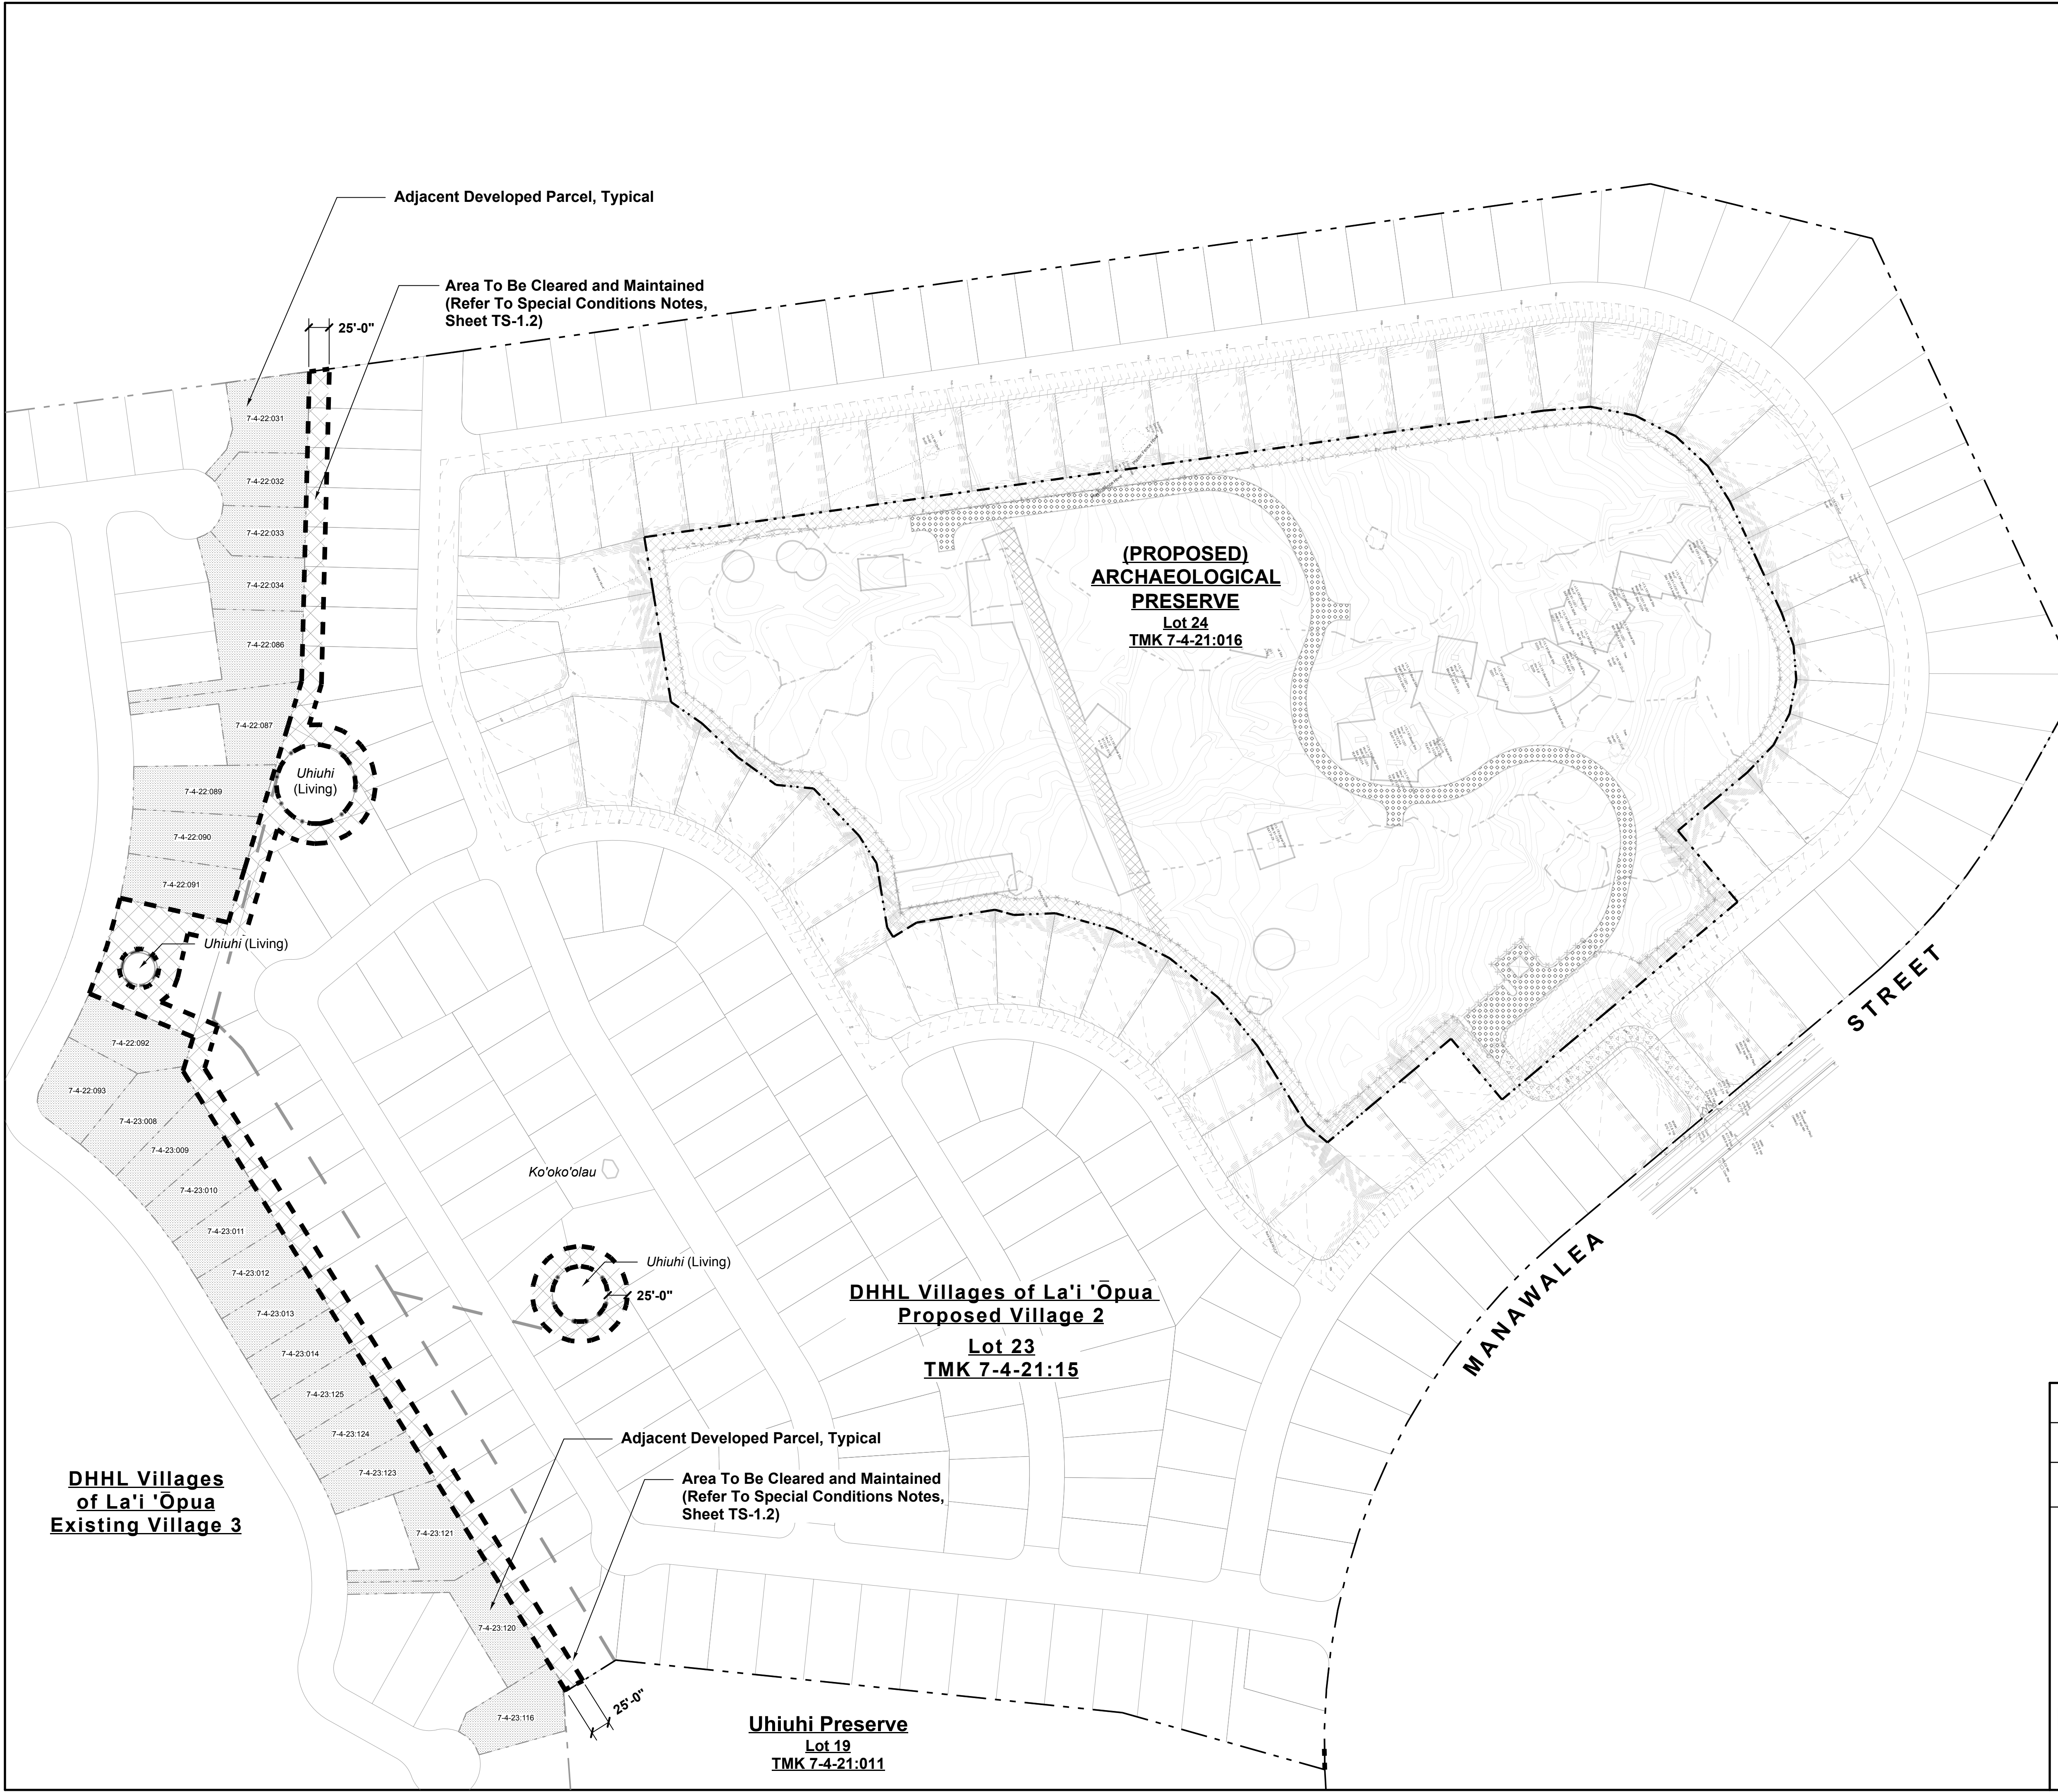 Adjacent Developed Parcel, Typical
Area To Be Cleared and Maintained
(Refer To Special Conditions Notes,
Sheet TS-1.2)
25'-0"
7-4-22:031
7-4-22:032
7-4-22:033
7-4-22:034
7-4-22:086
7-4-22:087
7-4-22:089
7-4-22:090
7-4-22:091
Uhiuhi
(Living)
Uhiuhi (Living)
7-4-22:092
7-4-22:093
7-4-23:008
7-4-23:009
7-4-23:010
7-4-23:011
7-4-23:012
7-4-23:013
7-4-23:014
7-4-23:125
7-4-23:124
7-4-23:123
7-4-23:121
7-4-23:120
7-4-23:116
(PROPOSED)
ARCHAEOLOGICAL
PRESERVE
Lot 24
TMK 7-4-21:016
Ko'oko'olau
Uhiuhi (Living)
25'-0"
DHHL Villages of La'i 'Ōpua
Proposed Village 2
Lot 23
TMK 7-4-21:15
MANAWALEA STREET
DHHL Villages
of La'i 'Ōpua
Existing Village 3
Adjacent Developed Parcel, Typical
Area To Be Cleared and Maintained
(Refer To Special Conditions Notes,
Sheet TS-1.2)
25'-0"
Uhiuhi Preserve
Lot 19
TMK 7-4-21:011